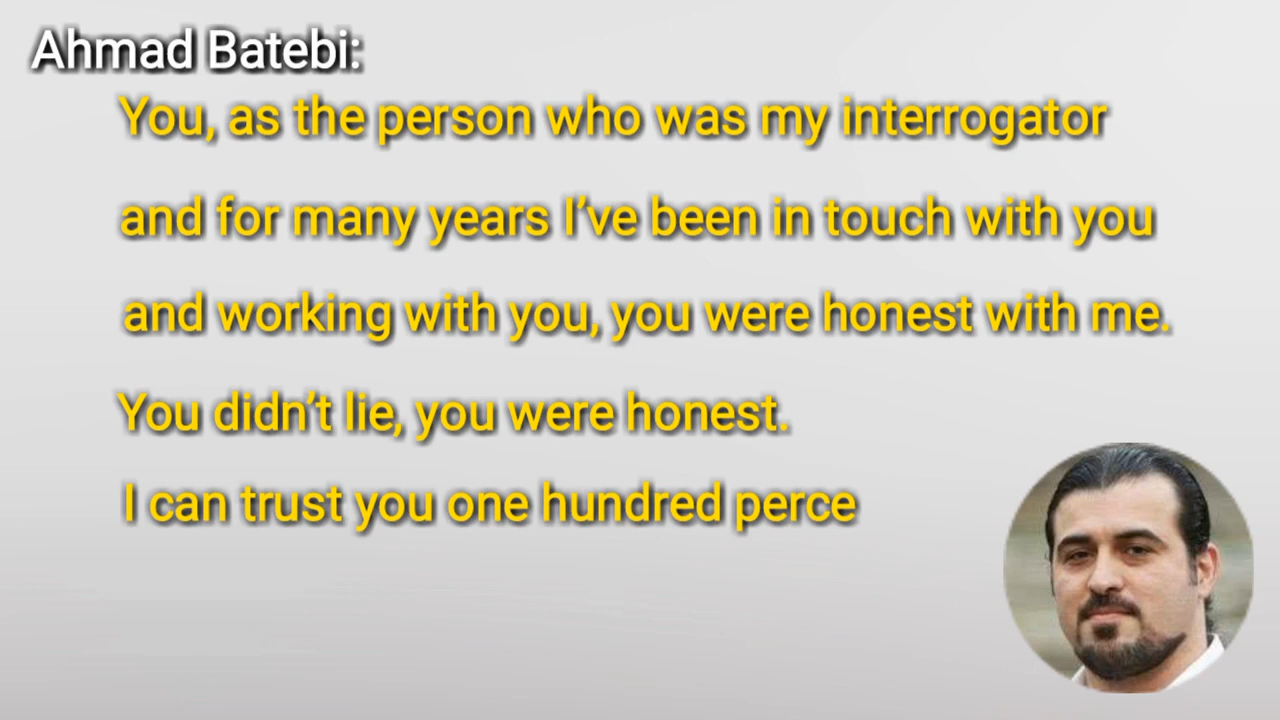 Ahmad Batebi:
You, as the person who was my interrogator
and for many years I’ve been in touch with you
and working with you, you were honest with me.
You didn’t lie, you were honest.
I can trust you one hundred perce